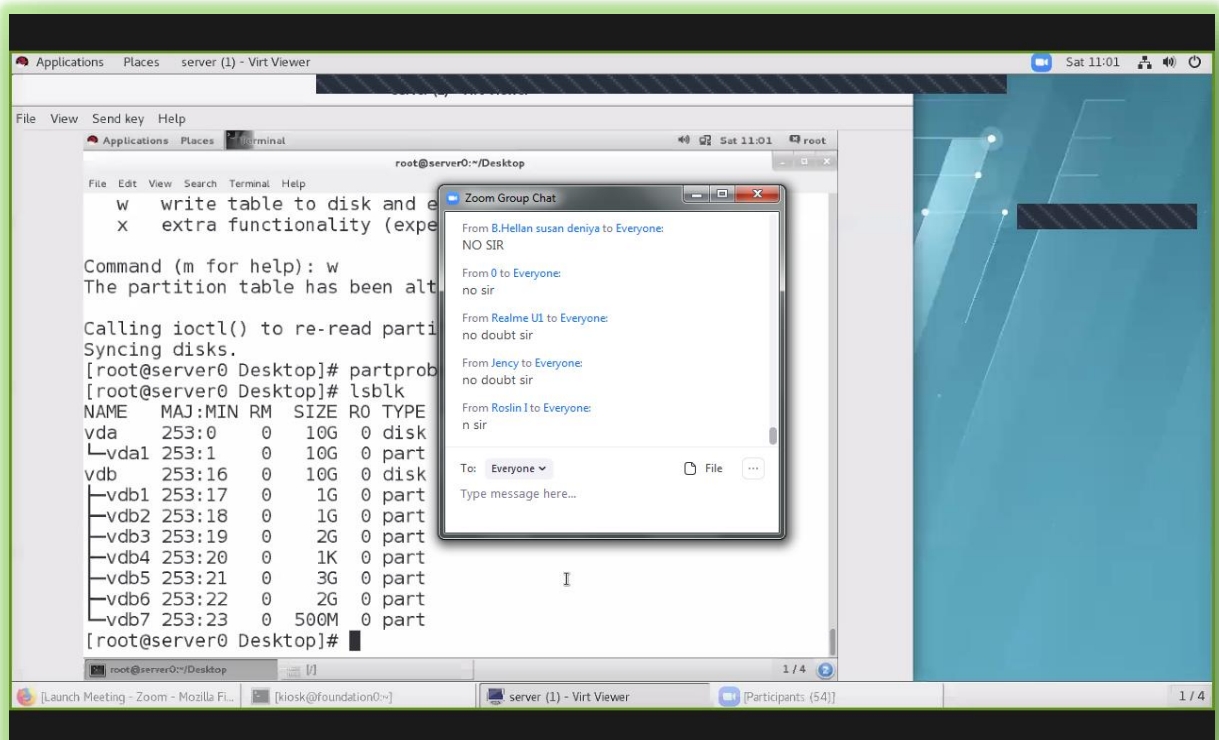 Applications Places server (1) - Virt Viewer Sat 11:01
File View Send key Help
Applications Places Sat 11:01 root
root@server0:~/Desktop
File Edit View Search Terminal Help
w write table to disk and e
x extra functionality (expe
Command (m for help): w
The partition table has been alt
Calling ioctl() to re-read parti
Syncing disks.
[root@server0 Desktop]# partprob
[root@server0 Desktop]# lsblk
NAME MAJ:MIN RM SIZE RO TYPE
vda 253:0 0 10G 0 disk
└─vda1 253:1 0 10G 0 part
vdb 253:16 0 10G 0 disk
├─vdb1 253:17 0 1G 0 part
├─vdb2 253:18 0 1G 0 part
├─vdb3 253:19 0 2G 0 part
├─vdb4 253:20 0 1K 0 part
├─vdb5 253:21 0 3G 0 part
├─vdb6 253:22 0 2G 0 part
└─vdb7 253:23 0 500M 0 part
[root@server0 Desktop]#
Zoom Group Chat
From B.Hellan susan deniya to Everyone:
NO SIR
From 0 to Everyone:
no sir
From Realme U1 to Everyone:
no doubt sir
From Jency to Everyone:
no doubt sir
From Roslin I to Everyone:
n sir
To: Everyone File ...
Type message here...
root@server0:~/Desktop [/] 1 / 4
[Launch Meeting - Zoom - Mozilla Fi... [kiosk@foundation0:~] server (1) - Virt Viewer [Participants (54)] 1 / 4